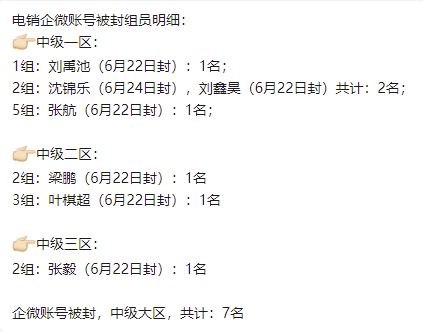 电销企微账号被封组员明细：
👉🏻中级一区：
1组：刘禹池（6月22日封）：1名；
2组：沈锦乐（6月24日封），刘鑫昊（6月22日封）共计：2名；
5组：张航（6月22日封）：1名
👉🏻中级二区：
2组：梁鹏（6月22日封）：1名
3组：叶棋超（6月22日封）：1名
👉🏻中级三区：
2组：张毅（6月22日封）：1名
企微账号被封，中级大区，共计：7名